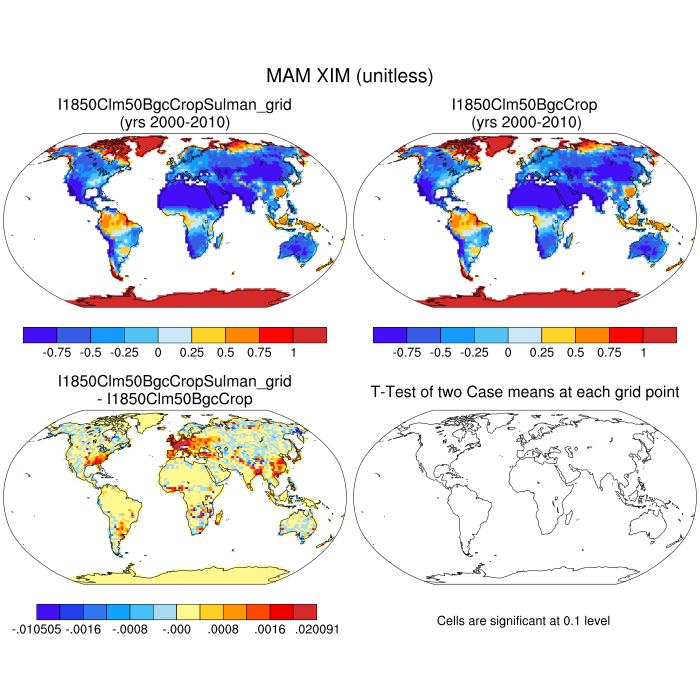 MAM XIM (unitless)
I1850Clm50BgcCropSulman_grid
(yrs 2000-2010)
I1850Clm50BgcCrop
(yrs 2000-2010)
-0.75 -0.5 -0.25 0 0.25 0.5 0.75 1
-0.75 -0.5 -0.25 0 0.25 0.5 0.75 1
I1850Clm50BgcCropSulman_grid
- I1850Clm50BgcCrop
T-Test of two Case means at each grid point
-.010505 -.0016 -.0008 -.000 .0008 .0016 .020091
Cells are significant at 0.1 level